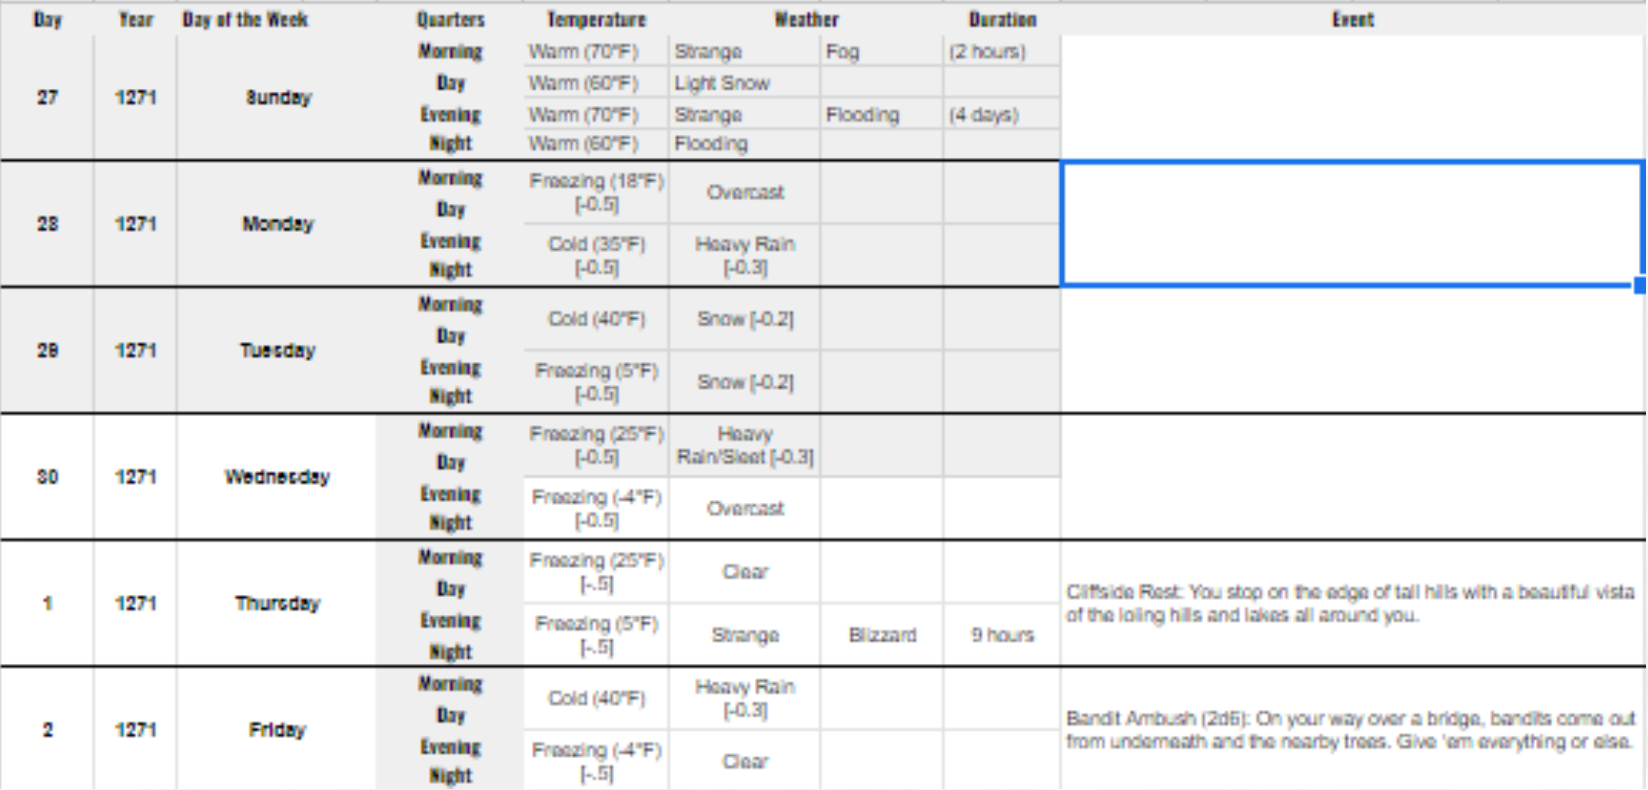 Day Year Day of the Week Quarters Temperature Weather Duration Event
27 1271 Sunday
Morning Warm (70°F) Strange Fog (2 hours)
Day Warm (60°F) Light Snow
Evening Warm (70°F) Strange Flooding (4 days)
Night Warm (60°F) Flooding
28 1271 Monday
Morning
Day
Freezing (18°F)
[-0.5]
Overcast
Evening
Night
Cold (35°F)
[-0.5]
Heavy Rain
[-0.3]
29 1271 Tuesday
Morning
Day
Cold (40°F)
Snow [-0.2]
Evening
Night
Freezing (5°F)
[-0.5]
Snow [-0.2]
30 1271 Wednesday
Morning
Day
Freezing (25°F)
[-0.5]
Heavy
Rain/Sleet [-0.3]
Evening
Night
Freezing (-4°F)
[-0.5]
Overcast
1 1271 Thursday
Morning
Day
Freezing (25°F)
[-.5]
Clear
Evening
Night
Freezing (5°F)
[-.5]
Strange Blizzard 9 hours
Cliffside Rest: You stop on the edge of tall hills with a beautiful vista
of the loling hills and lakes all around you.
2 1271 Friday
Morning
Day
Cold (40°F)
Heavy Rain
[-0.3]
Evening
Night
Freezing (-4°F)
[-.5]
Clear
Bandit Ambush (2d6): On your way over a bridge, bandits come out
from underneath and the nearby trees. Give 'em everything or else.